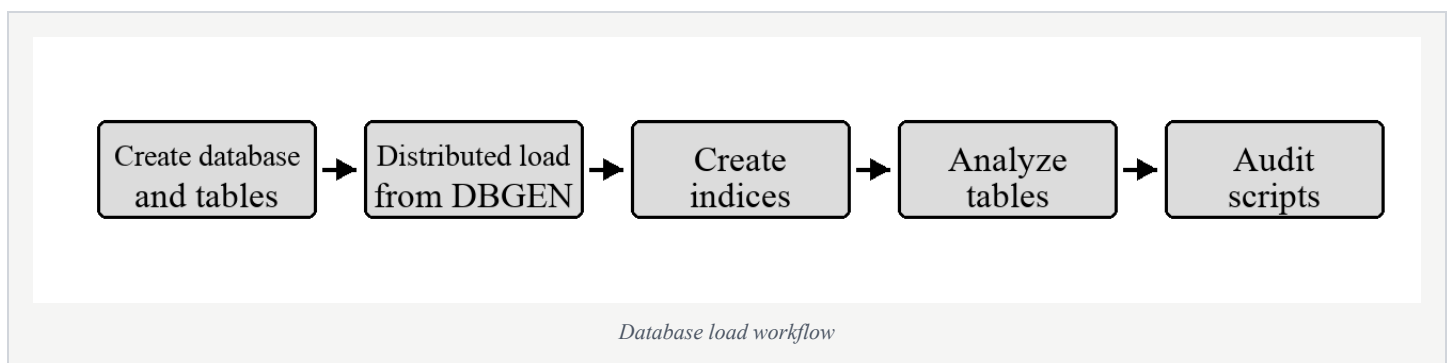 Create database
and tables
Distributed load
from DBGEN
Create
indices
Analyze
tables
Audit
scripts
Database load workflow